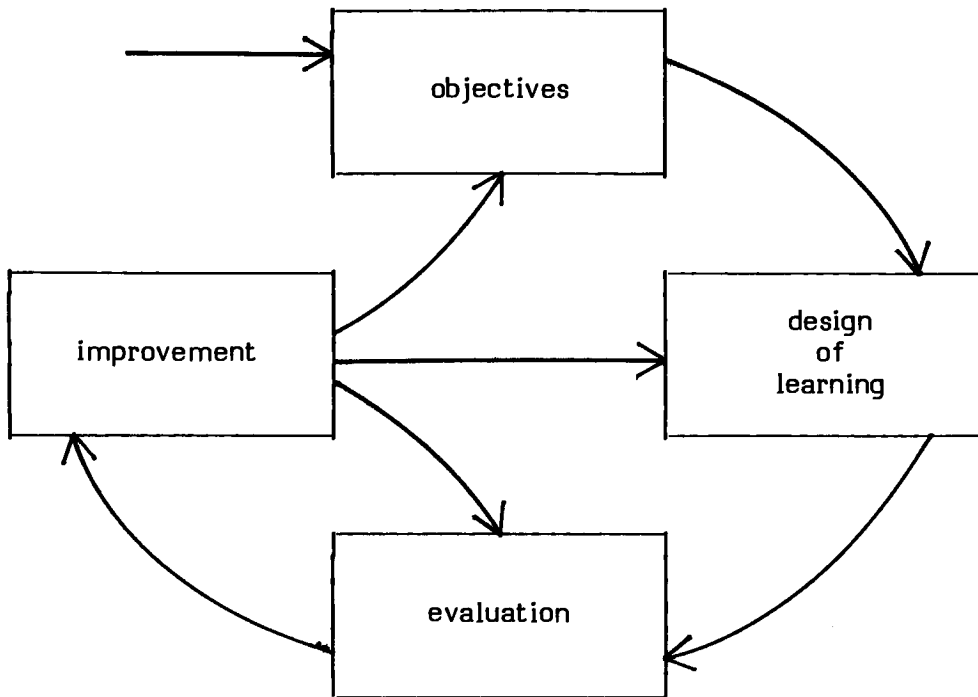 objectives
improvement
design
of
learning
evaluation